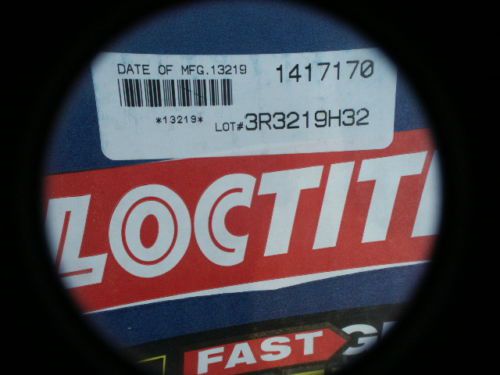 DATE OF MFG.13219 1417170
*13219* LOT#3R3219H32
LOCTITE
FAST